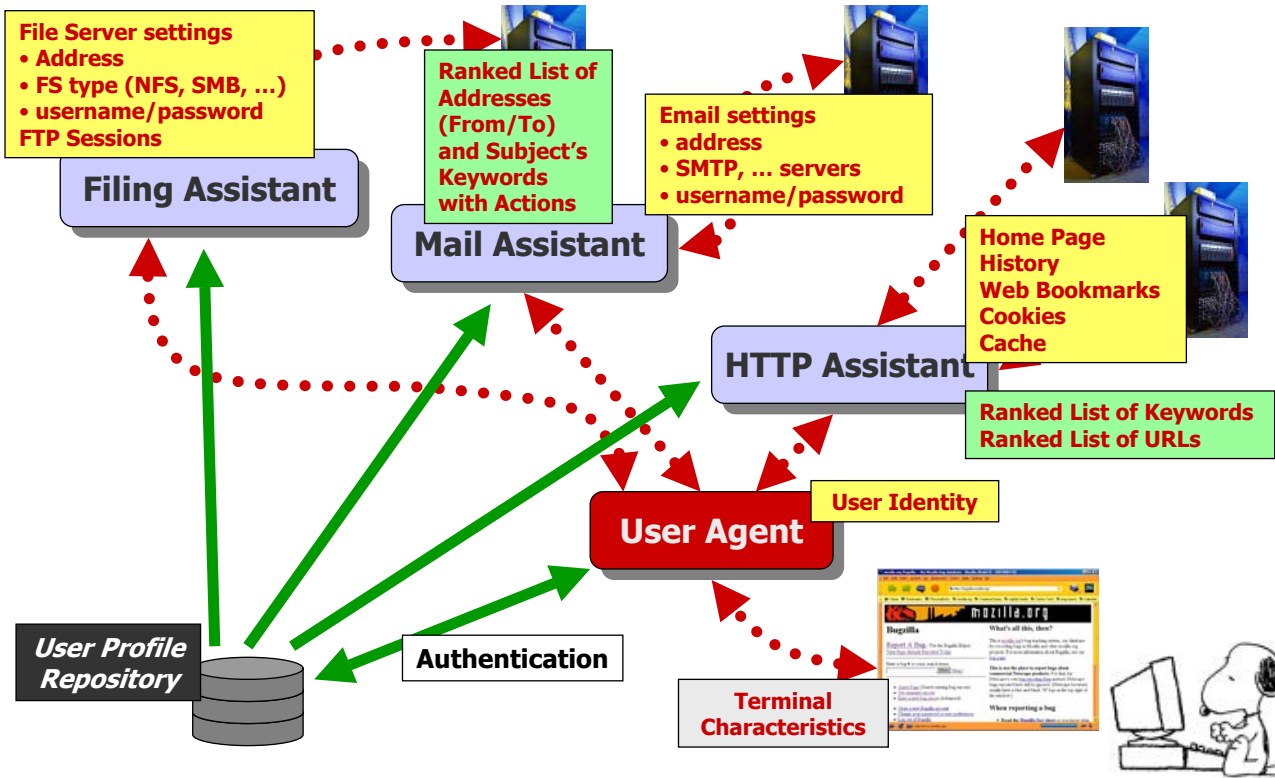 File Server settings
• Address
• FS type (NFS, SMB, …)
• username/password
FTP Sessions
Filing Assistant
Ranked List of
Addresses
(From/To)
and Subject's
Keywords
with Actions
Mail Assistant
Email settings
• address
• SMTP, … servers
• username/password
Home Page
History
Web Bookmarks
Cookies
Cache
HTTP Assistant
Ranked List of Keywords
Ranked List of URLs
User Identity
User Agent
User Profile
Repository
Authentication
Terminal
Characteristics
mozilla.org
Bugzilla
What's all this, then?
Report A Bug
When reporting a bug